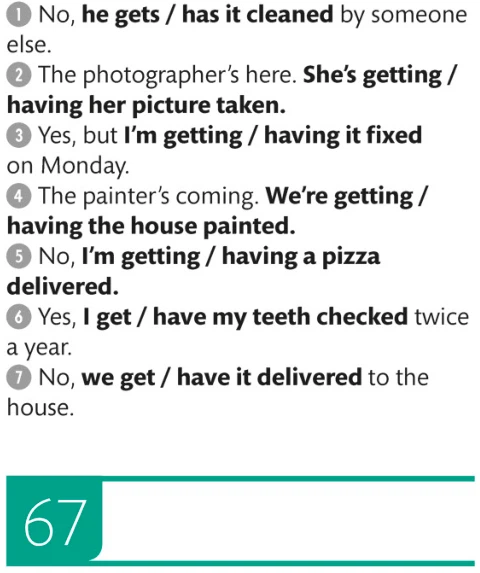 1 No, he gets / has it cleaned by someone
else.
2 The photographer's here. She's getting /
having her picture taken.
3 Yes, but I'm getting / having it fixed
on Monday.
4 The painter's coming. We're getting /
having the house painted.
5 No, I'm getting / having a pizza
delivered.
6 Yes, I get / have my teeth checked twice
a year.
7 No, we get / have it delivered to the
house.
67